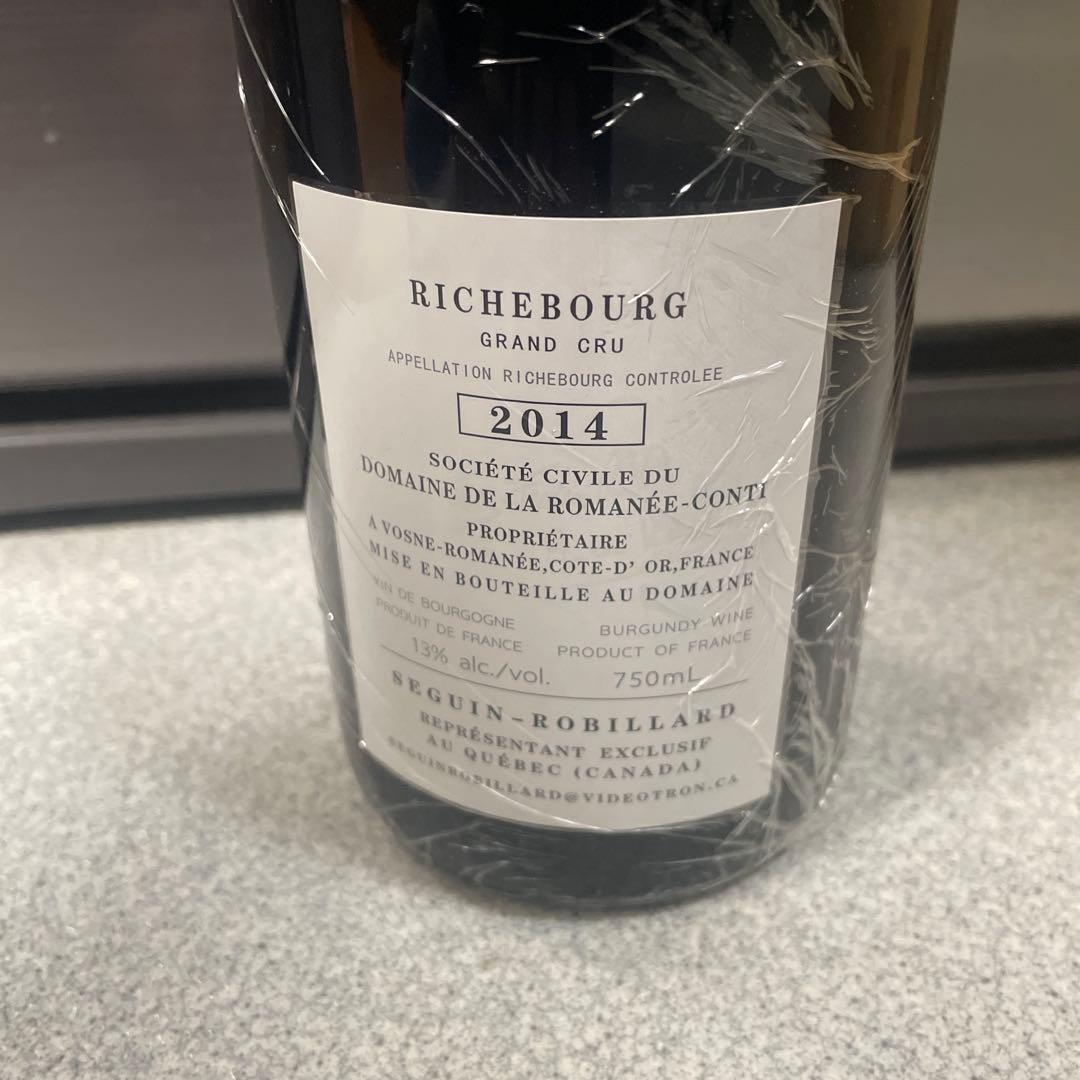 RICHEBOURG
GRAND CRU
APPELLATION RICHEBOURG CONTROLEE
2014
SOCIÉTÉ CIVILE DU
DOMAINE DE LA ROMANÉE-CONTI
PROPRIÉTAIRE
A VOSNE-ROMANÉE,COTE-D' OR,FRANCE
MISE EN BOUTEILLE AU DOMAINE
VIN DE BOURGOGNE BURGUNDY WINE
PRODUIT DE FRANCE PRODUCT OF FRANCE
13% alc./vol. 750mL
SEGUIN-ROBILLARD
REPRÉSENTANT EXCLUSIF
AU QUÉBEC (CANADA)
SEGUINROBILLARD@VIDEOTRON.CA